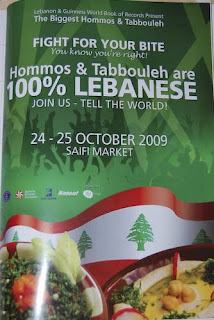 Lebanon & Guinness World Book of Records Present
The Biggest Hommos & Tabbouleh
FIGHT FOR YOUR BITE
You know you're right!
Hommos & Tabbouleh are
100% LEBANESE
JOIN US - TELL THE WORLD!
24 - 25 OCTOBER 2009
SAIFI MARKET